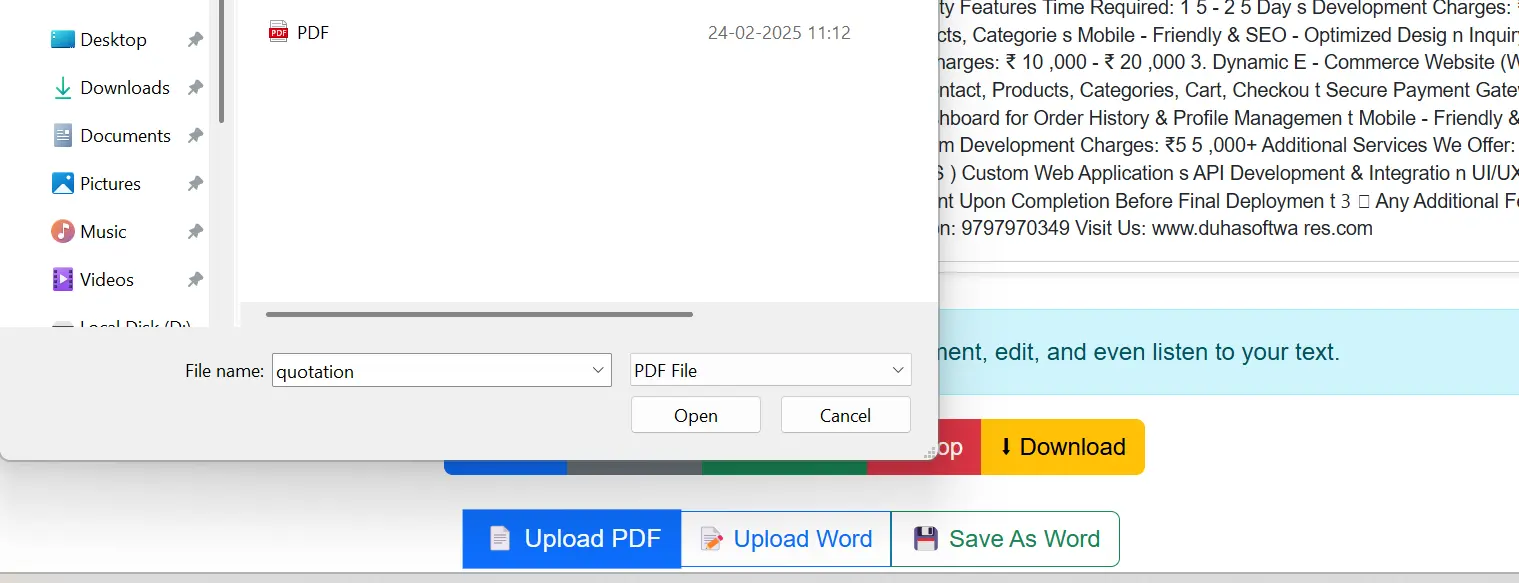 Desktop
Downloads
Documents
Pictures
Music
Videos
Local Disk (D:)
PDF
PDF 24-02-2025 11:12
File name: quotation
PDF File
Open
Cancel
ty Features Time Required: 1 5 - 2 5 Day s Development Charges:
cts, Categorie s Mobile - Friendly & SEO - Optimized Desig n Inquiry
harges: ₹ 10 ,000 - ₹ 20 ,000 3. Dynamic E - Commerce Website (W
ntact, Products, Categories, Cart, Checkou t Secure Payment Gatew
hboard for Order History & Profile Managemen t Mobile - Friendly &
m Development Charges: ₹5 5 ,000+ Additional Services We Offer:
S ) Custom Web Application s API Development & Integratio n UI/UX
nt Upon Completion Before Final Deploymen t 3 Any Additional Fe
n: 9797970349 Visit Us: www.duhasoftwa res.com
ment, edit, and even listen to your text.
op
Download
Upload PDF
Upload Word
Save As Word